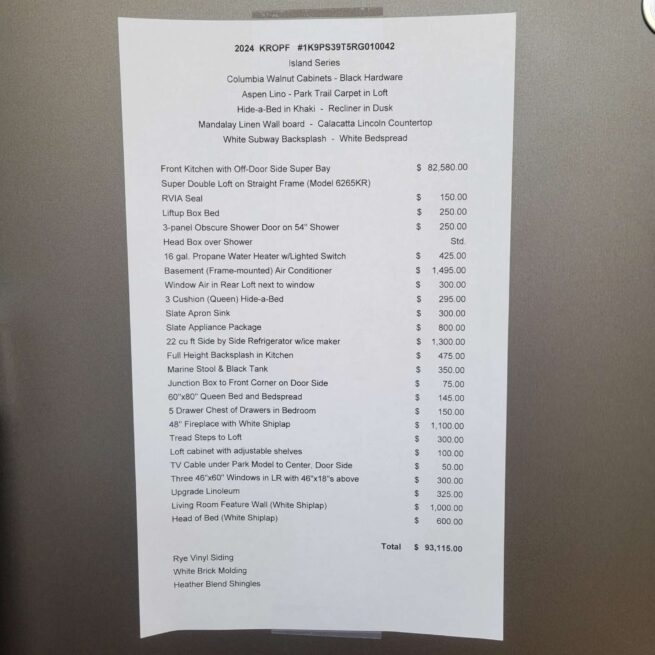 2024 KROPF #1K9PS39T5RG010042
Island Series
Columbia Walnut Cabinets - Black Hardware
Aspen Lino - Park Trail Carpet in Loft
Hide-a-Bed in Khaki - Recliner in Dusk
Mandalay Linen Wall board - Calacatta Lincoln Countertop
White Subway Backsplash - White Bedspread
Front Kitchen with Off-Door Side Super Bay $ 82,580.00
Super Double Loft on Straight Frame (Model 6265KR)
RVIA Seal $ 150.00
Liftup Box Bed $ 250.00
3-panel Obscure Shower Door on 54" Shower $ 250.00
Head Box over Shower Std.
16 gal. Propane Water Heater w/Lighted Switch $ 425.00
Basement (Frame-mounted) Air Conditioner $ 1,495.00
Window Air in Rear Loft next to window $ 300.00
3 Cushion (Queen) Hide-a-Bed $ 295.00
Slate Apron Sink $ 300.00
Slate Appliance Package $ 800.00
22 cu ft Side by Side Refrigerator w/ice maker $ 1,300.00
Full Height Backsplash in Kitchen $ 475.00
Marine Stool & Black Tank $ 350.00
Junction Box to Front Corner on Door Side $ 75.00
60"x80" Queen Bed and Bedspread $ 145.00
5 Drawer Chest of Drawers in Bedroom $ 150.00
48" Fireplace with White Shiplap $ 1,100.00
Tread Steps to Loft $ 300.00
Loft cabinet with adjustable shelves $ 100.00
TV Cable under Park Model to Center, Door Side $ 50.00
Three 46"x60" Windows in LR with 46"x18"s above $ 300.00
Upgrade Linoleum $ 325.00
Living Room Feature Wall (White Shiplap) $ 1,000.00
Head of Bed (White Shiplap) $ 600.00
Total $ 93,115.00
Rye Vinyl Siding
White Brick Molding
Heather Blend Shingles